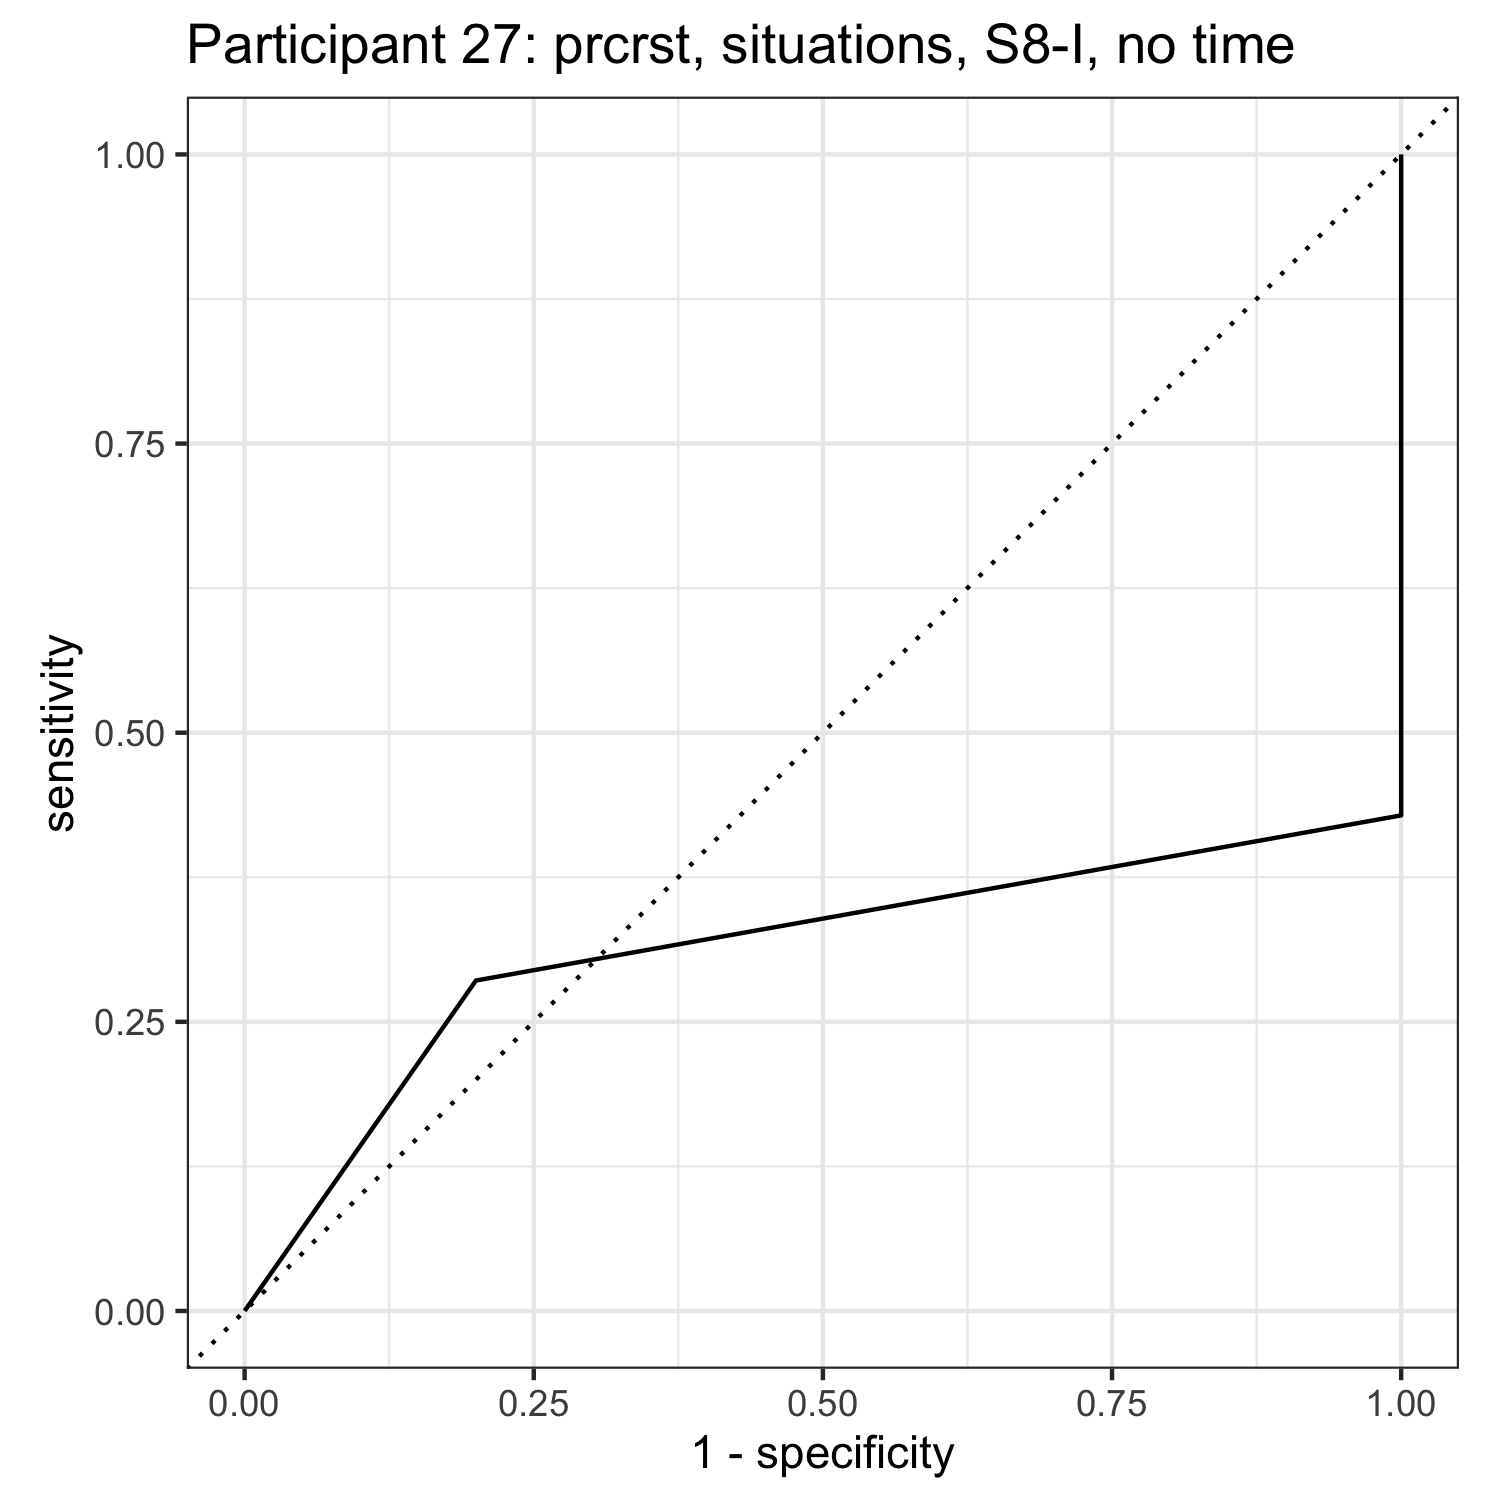 Participant 27: prcrst, situations, S8-I, no time
1.00
0.75
0.50
0.25
0.00
sensitivity
0.00 0.25 0.50 0.75 1.00
1 - specificity